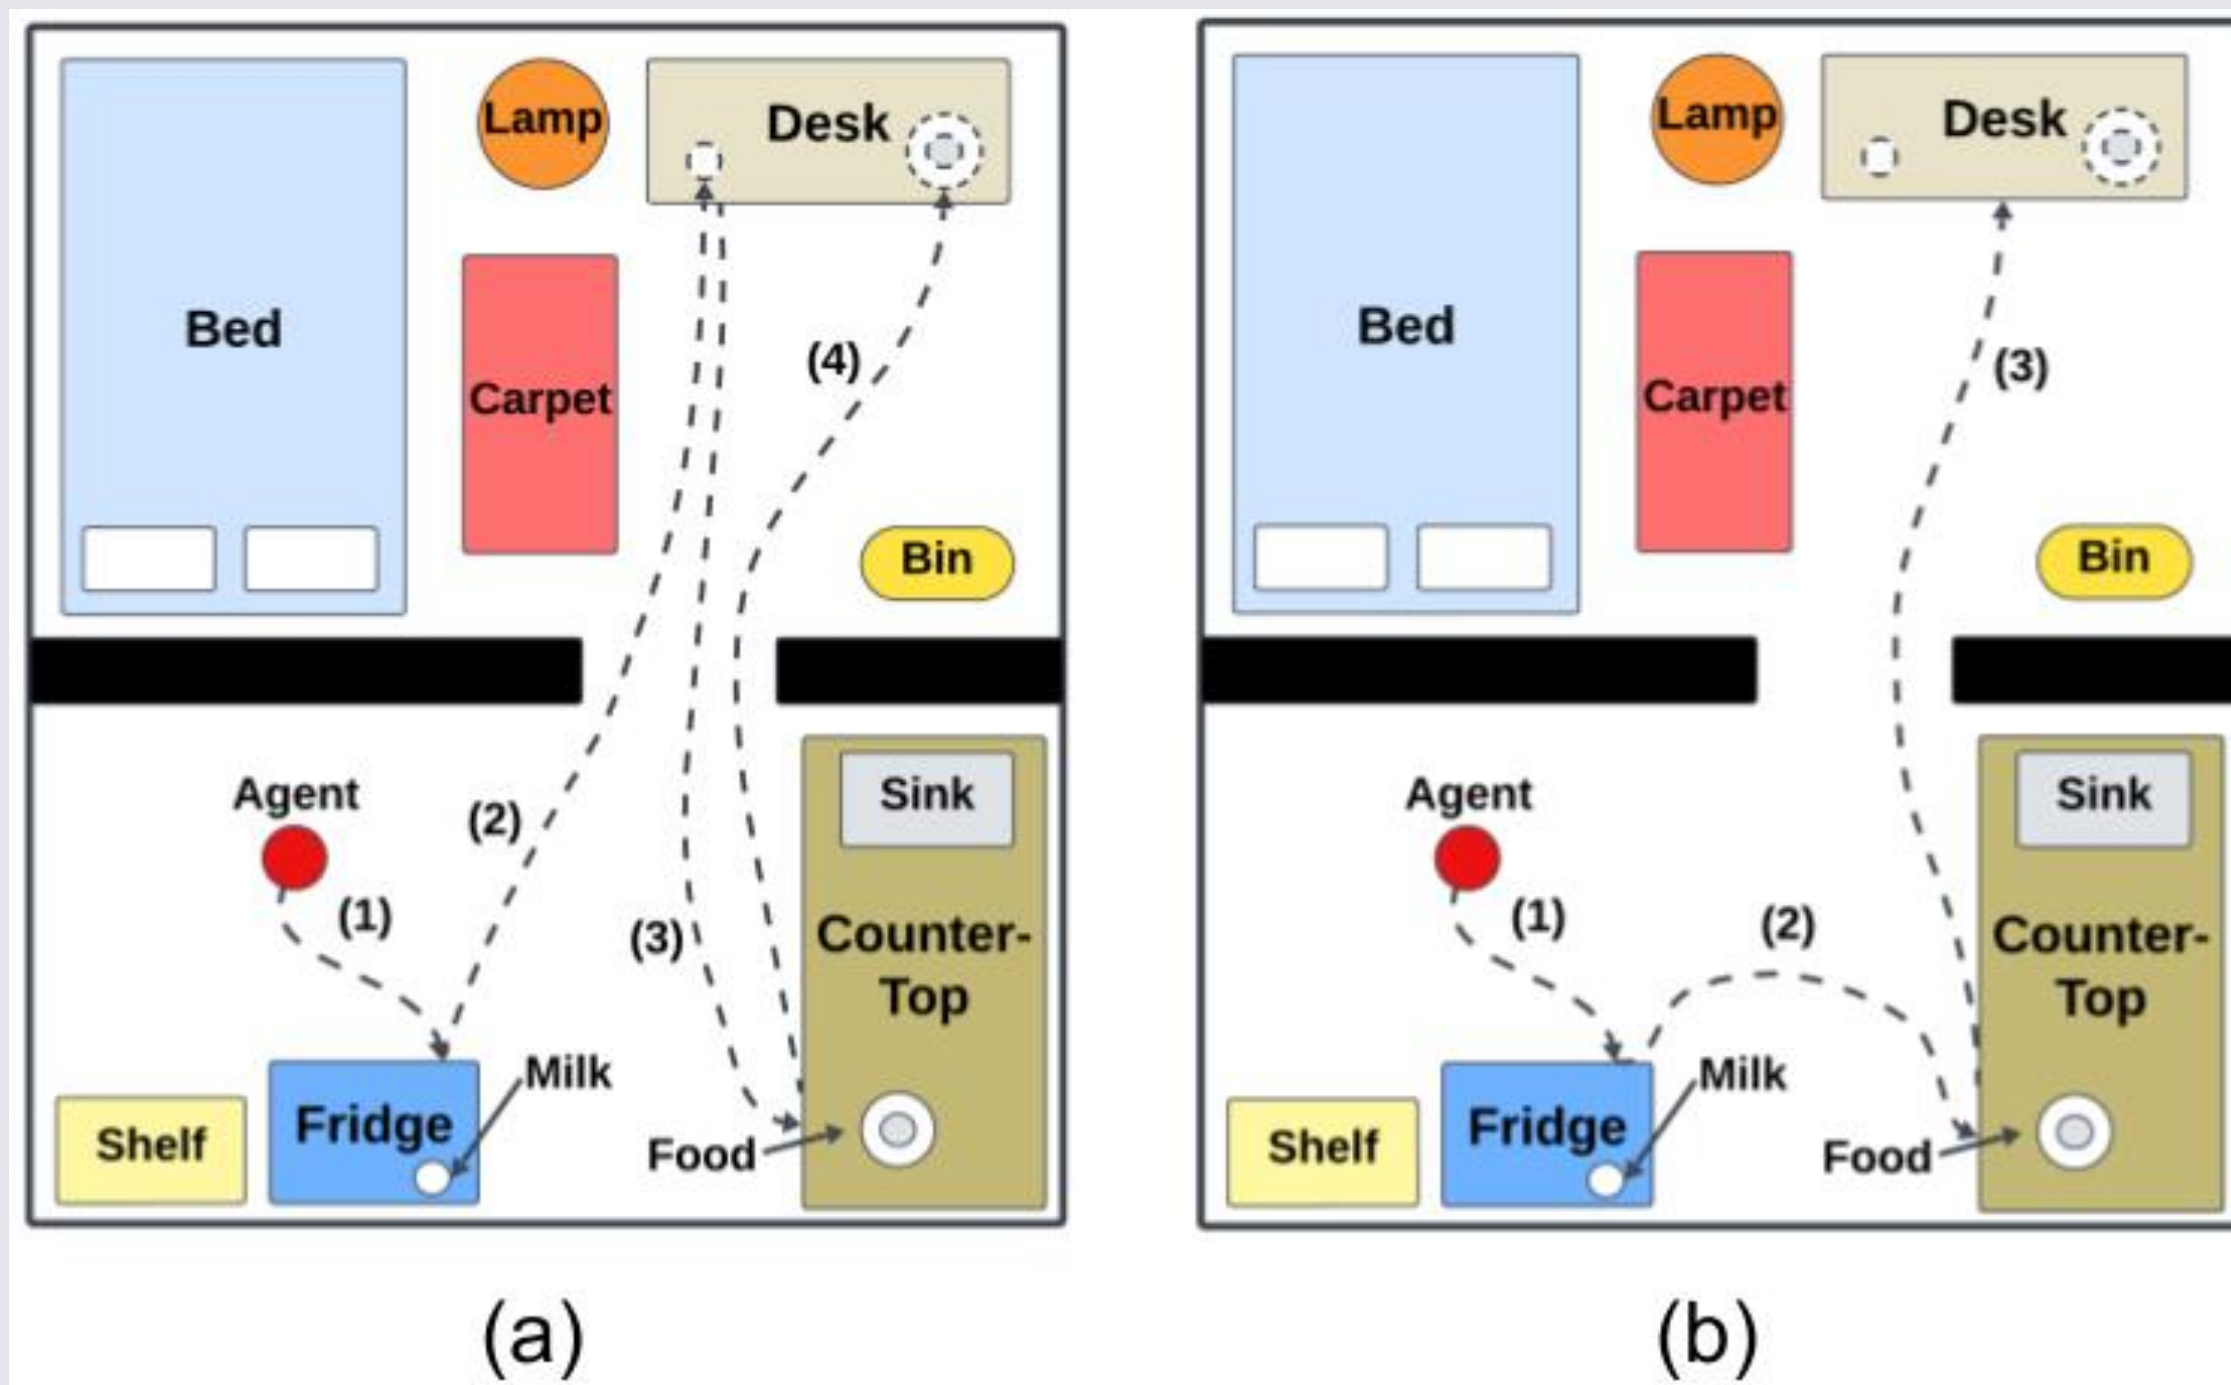 Lamp
Desk
Bed
Carpet
(4)
Bin
Agent
(1)
(2)
(3)
Sink
Counter-
Top
Milk
Fridge
Shelf
Food
(a)
Lamp
Desk
Bed
Carpet
(3)
Bin
Agent
(1)
(2)
Sink
Counter-
Top
Milk
Fridge
Shelf
Food
(b)